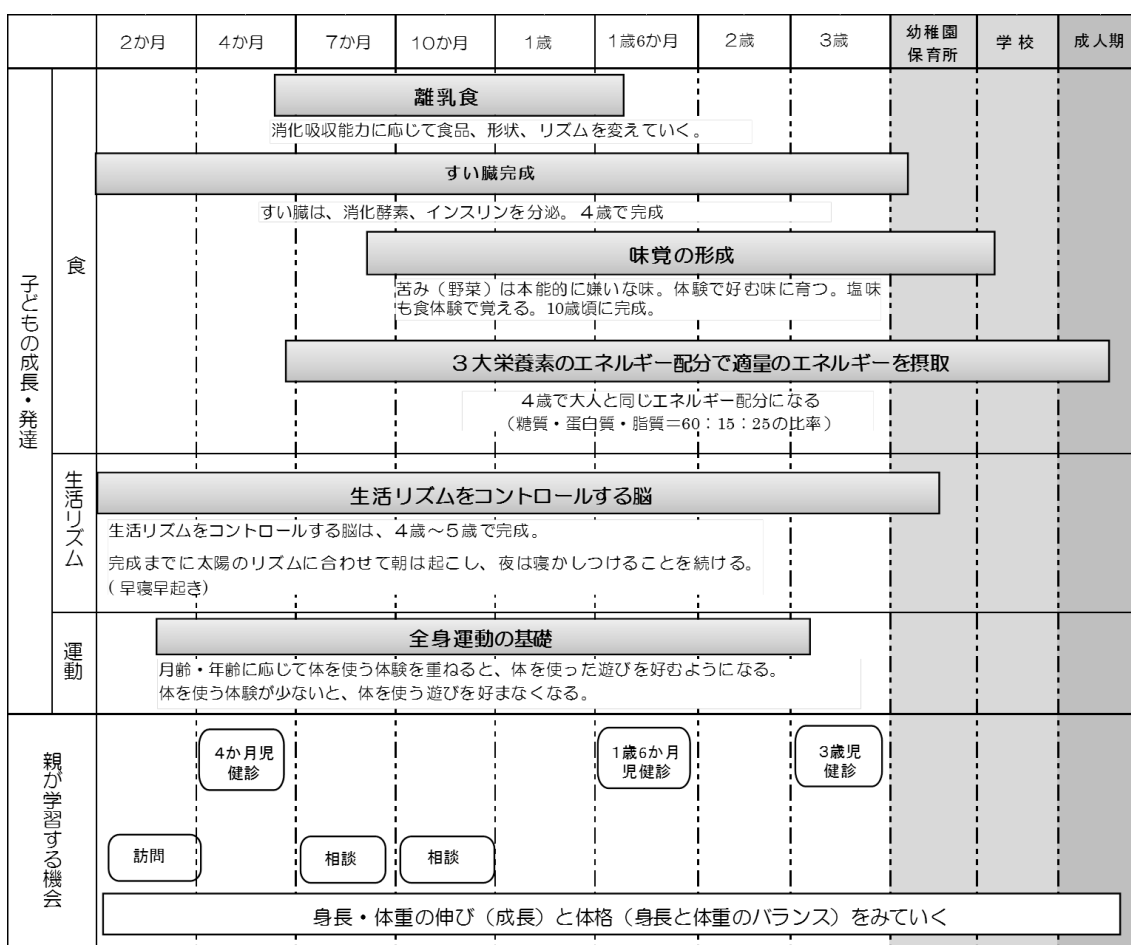 2か月 4か月 7か月 10か月 1歳 1歳6か月 2歳 3歳 幼稚園 保育所 学校 成人期
子どもの成長・発達
食
離乳食
消化吸収能力に応じて食品、形状、リズムを変えていく。
すい臓完成
すい臓は、消化酵素、インスリンを分泌。4歳で完成
味覚の形成
苦み（野菜）は本能的に嫌いな味。体験で好む味に育つ。塩味
も食体験で覚える。10歳頃に完成。
3大栄養素のエネルギー配分で適量のエネルギーを摂取
4歳で大人と同じエネルギー配分になる
（糖質・蛋白質・脂質＝60：15：25の比率）
生活リズム
生活リズムをコントロールする脳
生活リズムをコントロールする脳は、4歳～5歳で完成。
完成までに太陽のリズムに合わせて朝は起こし、夜は寝かしつけることを続ける。
(早寝早起き)
運動
全身運動の基礎
月齢・年齢に応じて体を使う体験を重ねると、体を使った遊びを好むようになる。
体を使う体験が少ないと、体を使う遊びを好まなくなる。
親が学習する機会
4か月児
健診
1歳6か月
児健診
3歳児
健診
訪問
相談
相談
身長・体重の伸び（成長）と体格（身長と体重のバランス）をみていく